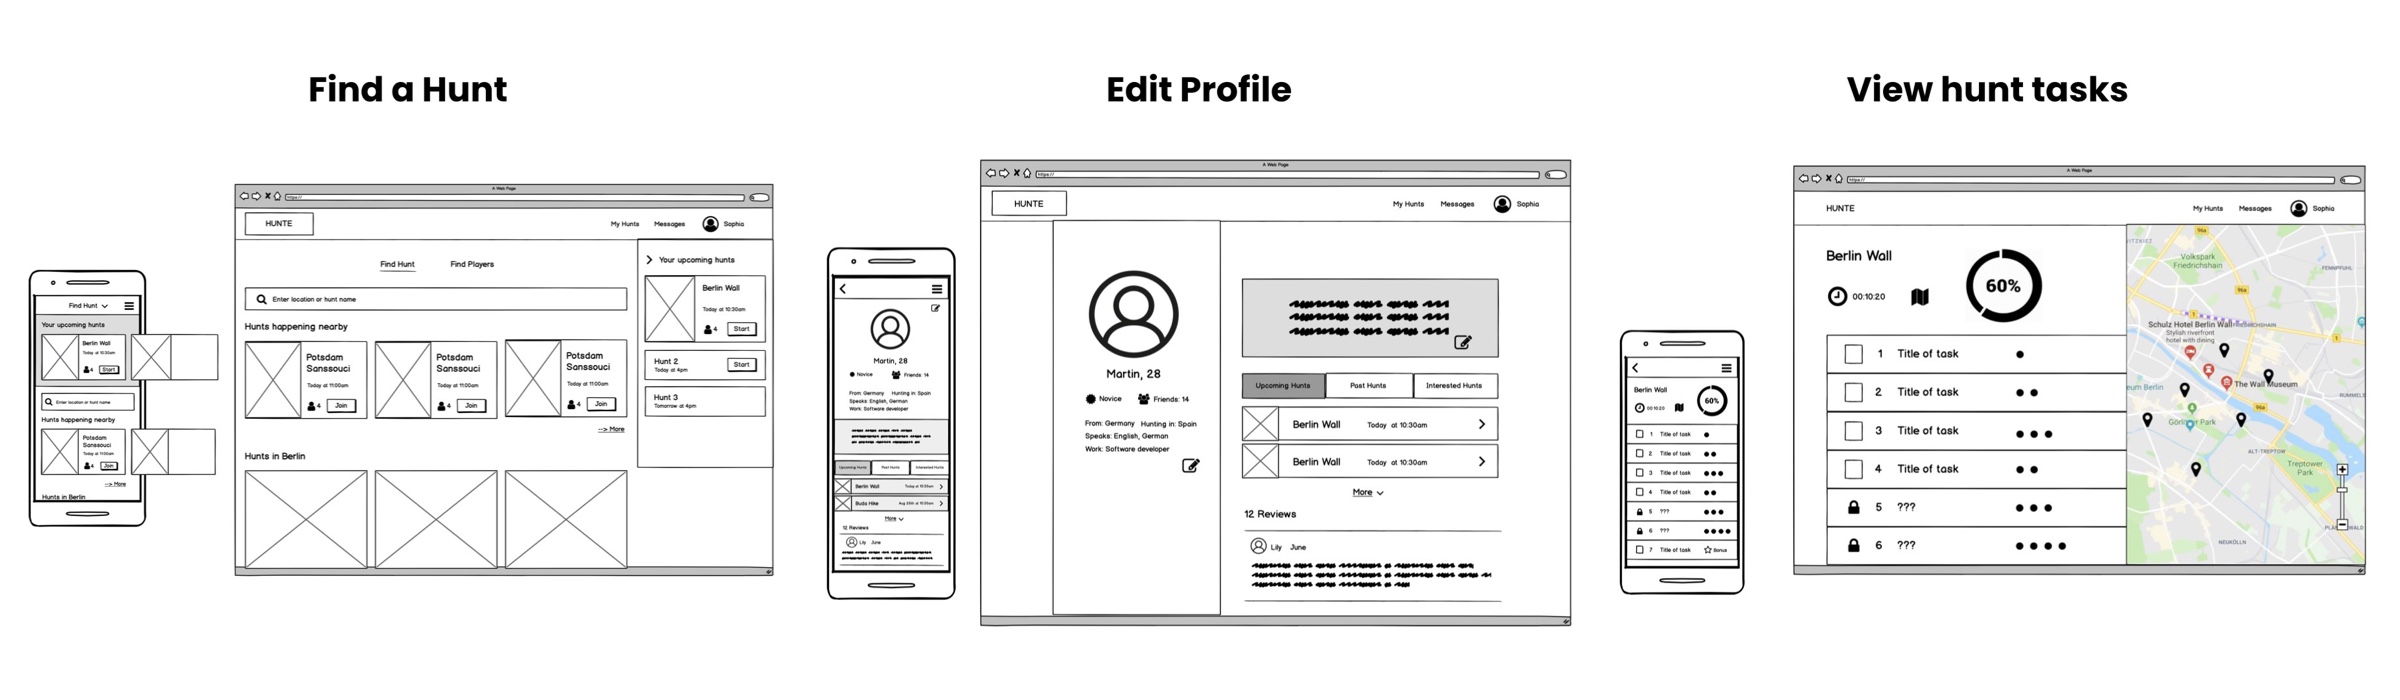 Find a Hunt
Find Hunt
Your upcoming hunts
Berlin Wall
Today at 10:30am
4 Start
Enter location or hunt name
Hunts happening nearby
Potsdam
Sanssouci
Today at 11:00am
4 Join
--> More
Hunts in Berlin
A Web Page
https://
HUNTE
My Hunts Messages Sophia
Find Hunt Find Players
Enter location or hunt name
Hunts happening nearby
Potsdam
Sanssouci
Today at 11:00am
4 Join
Potsdam
Sanssouci
Today at 11:00am
4 Join
Potsdam
Sanssouci
Today at 11:00am
4 Join
--> More
Hunts in Berlin
Your upcoming hunts
Berlin Wall
Today at 10:30am
4 Start
Hunt 2
Today at 4pm
Start
Hunt 3
Tomorrow at 4pm
Edit Profile
Martin, 28
Novice Friends: 14
From: Germany Hunting in: Spain
Speaks: English, German
Work: Software developer
Upcoming Hunts Past Hunts Interested Hunts
Berlin Wall Today at 10:30am
Buds Hike
More
12 Reviews
Lily June
A Web Page
https://
HUNTE
My Hunts Messages Sophia
Martin, 28
Novice Friends: 14
From: Germany Hunting in: Spain
Speaks: English, German
Work: Software developer
Upcoming Hunts Past Hunts Interested Hunts
Berlin Wall Today at 10:30am
Berlin Wall Today at 10:30am
More
12 Reviews
Lily June
View hunt tasks
Berlin Wall
00:10:20
60%
1 Title of task
2 Title of task
3 Title of task
4 Title of task
5 ???
6 ???
7 Title of task Bonus
A Web Page
https://
HUNTE
My Hunts Messages Sophia
Berlin Wall
00:10:20
60%
1 Title of task
2 Title of task
3 Title of task
4 Title of task
5 ???
6 ???
96a
Volkspark
Friedrichshain
FENNPFUHL
96a
1
Schulz Hotel Berlin Wall
Stylish riverfront
hotel with dining
1
The Wall Museum
eum Berlin
RUMMELS
96a
Görlitzer Park
ALT-TREPTOW
Treptower
Park
NEUKÖLLN